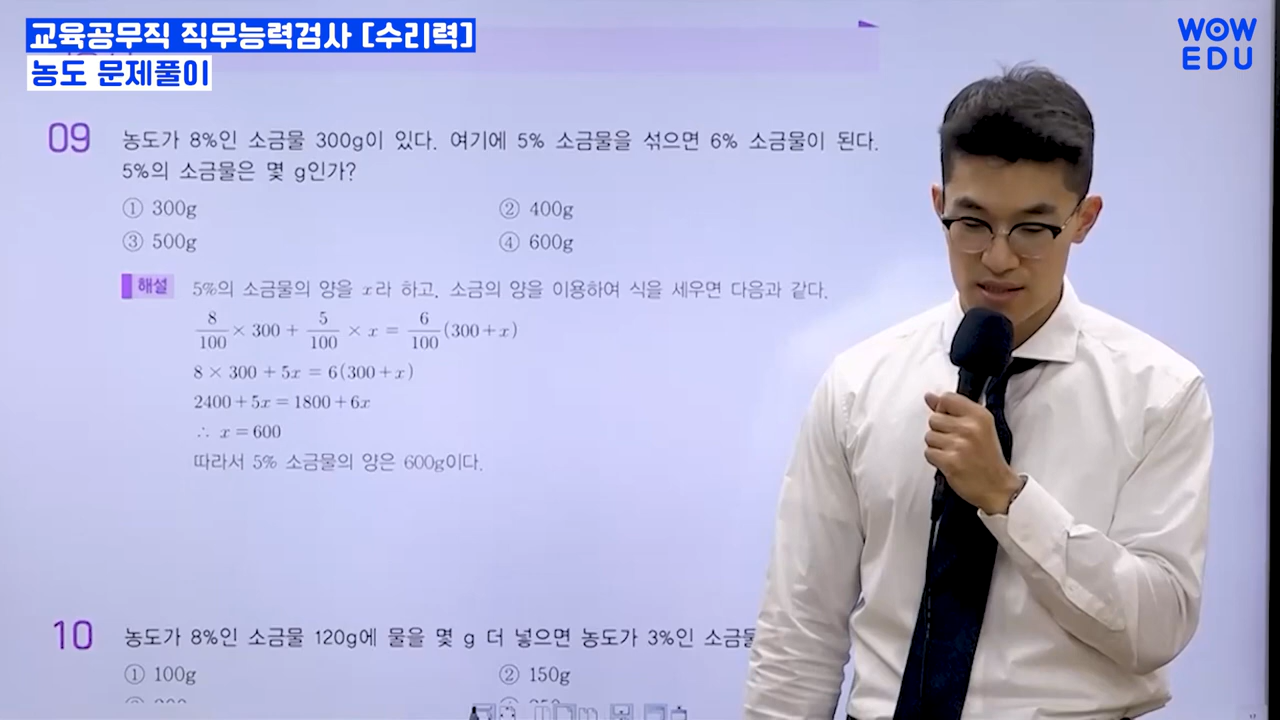 교육공무직 직무능력검사 [수리력]
농도 문제풀이
WOW
EDU
09 농도가 8%인 소금물 300g이 있다. 여기에 5% 소금물을 섞으면 6% 소금물이 된다.
5%의 소금물은 몇 g인가?
① 300g ② 400g
③ 500g ④ 600g
해설 5%의 소금물의 양을 x라 하고, 소금의 양을 이용하여 식을 세우면 다음과 같다.
8/100 × 300 + 5/100 × x = 6/100 (300+x)
8 × 300 + 5x = 6(300+x)
2400+5x = 1800+6x
∴ x = 600
따라서 5% 소금물의 양은 600g이다.
10 농도가 8%인 소금물 120g에 물을 몇 g 더 넣으면 농도가 3%인
① 100g ② 150g